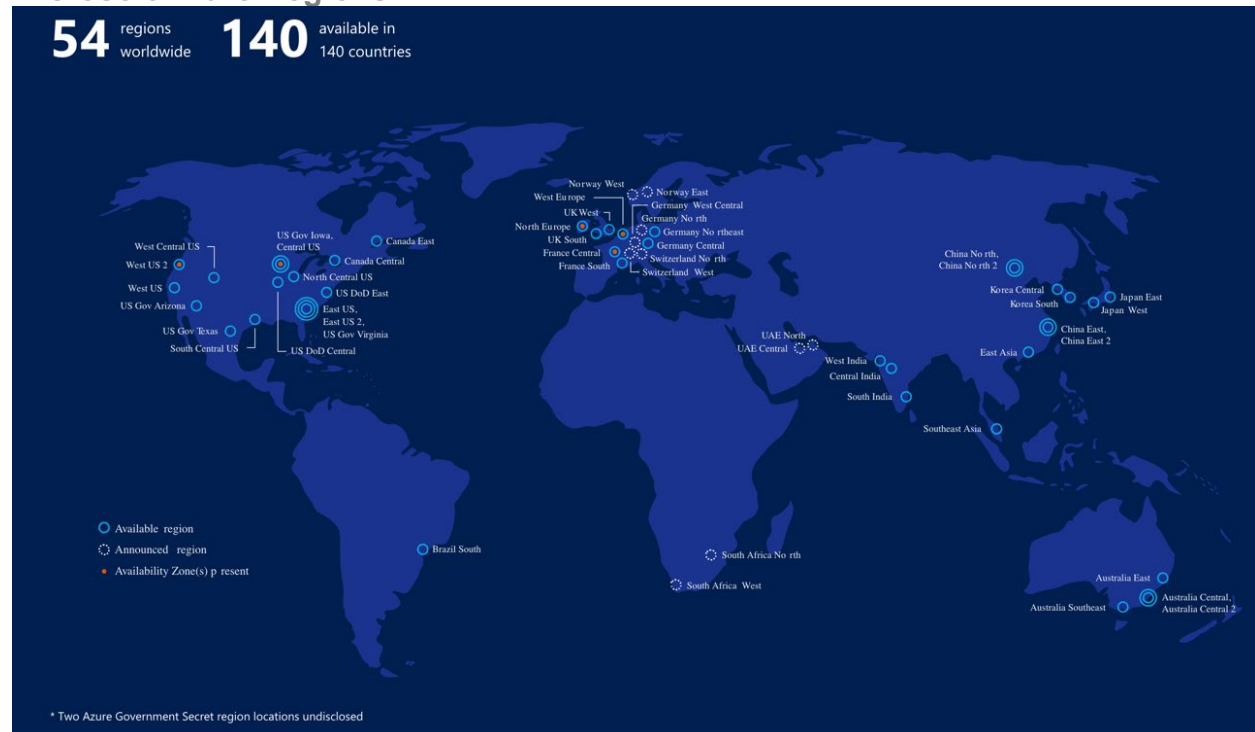 Microsoft Azure Regions
54 regions
worldwide
140 available in
140 countries
Norway West
Norway East
West Europe
Germany West Central
UK West
Germany No rth
North Europe
Germany No rtheast
UK South
Germany Central
France Central
Switzerland No rth
France South
Switzerland West
US Gov Iowa,
Central US
Canada East
West Central US
Canada Central
West US 2
North Central US
West US
US DoD East
US Gov Arizona
East US,
East US 2,
US Gov Virginia
US Gov Texas
South Central US
US DoD Central
China No rth,
China No rth 2
Korea Central
Korea South
Japan East
Japan West
China East,
China East 2
East Asia
UAE North
UAE Central
West India
Central India
South India
Southeast Asia
Available region
Announced region
Availability Zone(s) p resent
Brazil South
South Africa No rth
South Africa West
Australia East
Australia Central,
Australia Central 2
Australia Southeast
* Two Azure Government Secret region locations undisclosed